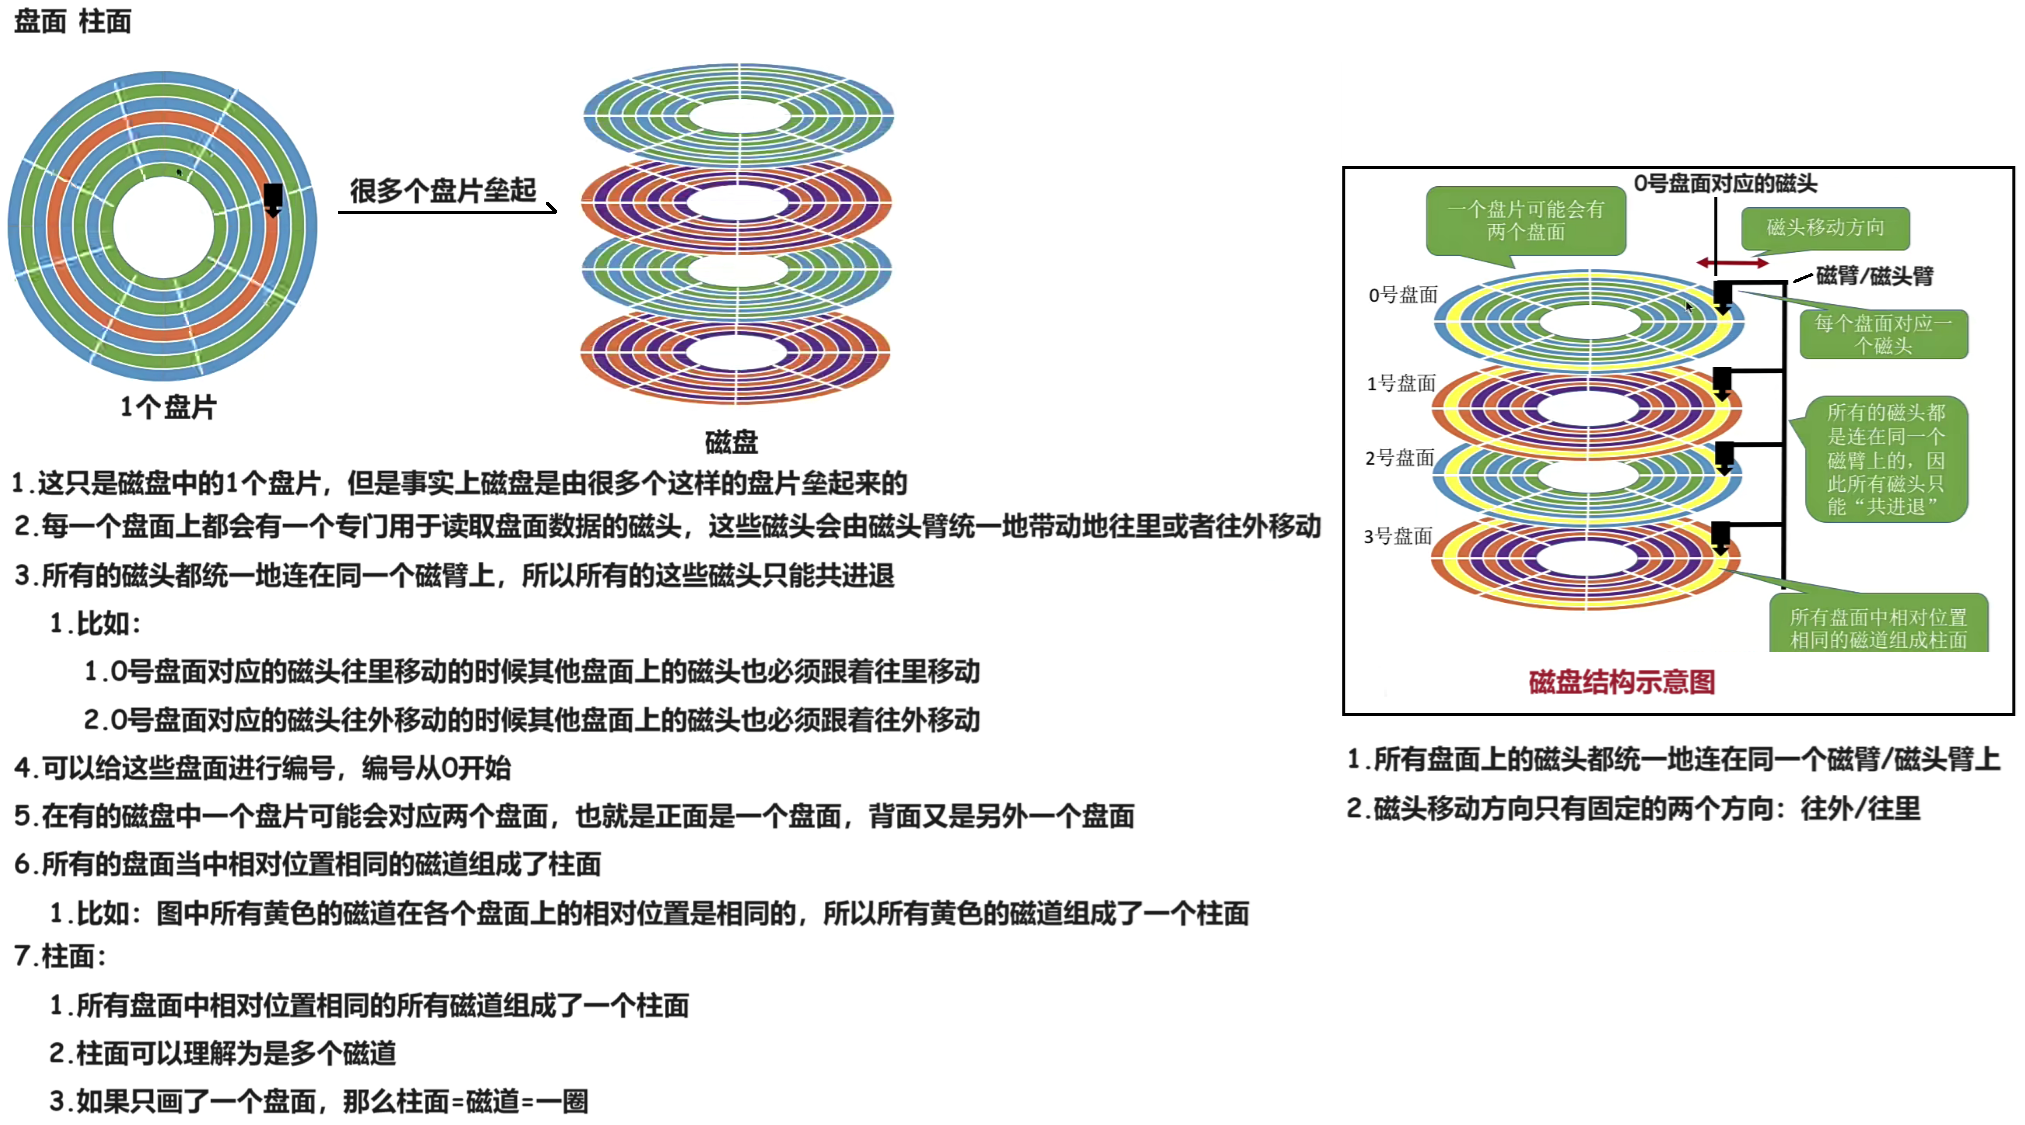 盘面 柱面
很多个盘片垒起
1个盘片
磁盘
1.这只是磁盘中的1个盘片，但是事实上磁盘是由很多个这样的盘片垒起来的
2.每一个盘面上都会有一个专门用于读取盘面数据的磁头，这些磁头会由磁头臂统一地带动地往里或者往外移动
3.所有的磁头都统一地连在同一个磁臂上，所以所有的这些磁头只能共进退
1.比如：
1.0号盘面对应的磁头往里移动的时候其他盘面上的磁头也必须跟着往里移动
2.0号盘面对应的磁头往外移动的时候其他盘面上的磁头也必须跟着往外移动
4.可以给这些盘面进行编号，编号从0开始
5.在有的磁盘中一个盘片可能会对应两个盘面，也就是正面是一个盘面，背面又是另外一个盘面
6.所有的盘面当中相对位置相同的磁道组成了柱面
1.比如：图中所有黄色的磁道在各个盘面上的相对位置是相同的，所以所有黄色的磁道组成了一个柱面
7.柱面：
1.所有盘面中相对位置相同的所有磁道组成了一个柱面
2.柱面可以理解为是多个磁道
3.如果只画了一个盘面，那么柱面=磁道=一圈
0号盘面对应的磁头
一个盘片可能会有
两个盘面
磁头移动方向
磁臂/磁头臂
0号盘面
每个盘面对应一
个磁头
1号盘面
所有的磁头都
是连在同一个
磁臂上的，因
此所有磁头只
能“共进退”
2号盘面
3号盘面
所有盘面中相对位置
相同的磁道组成柱面
磁盘结构示意图
1.所有盘面上的磁头都统一地连在同一个磁臂/磁头臂上
2.磁头移动方向只有固定的两个方向：往外/往里